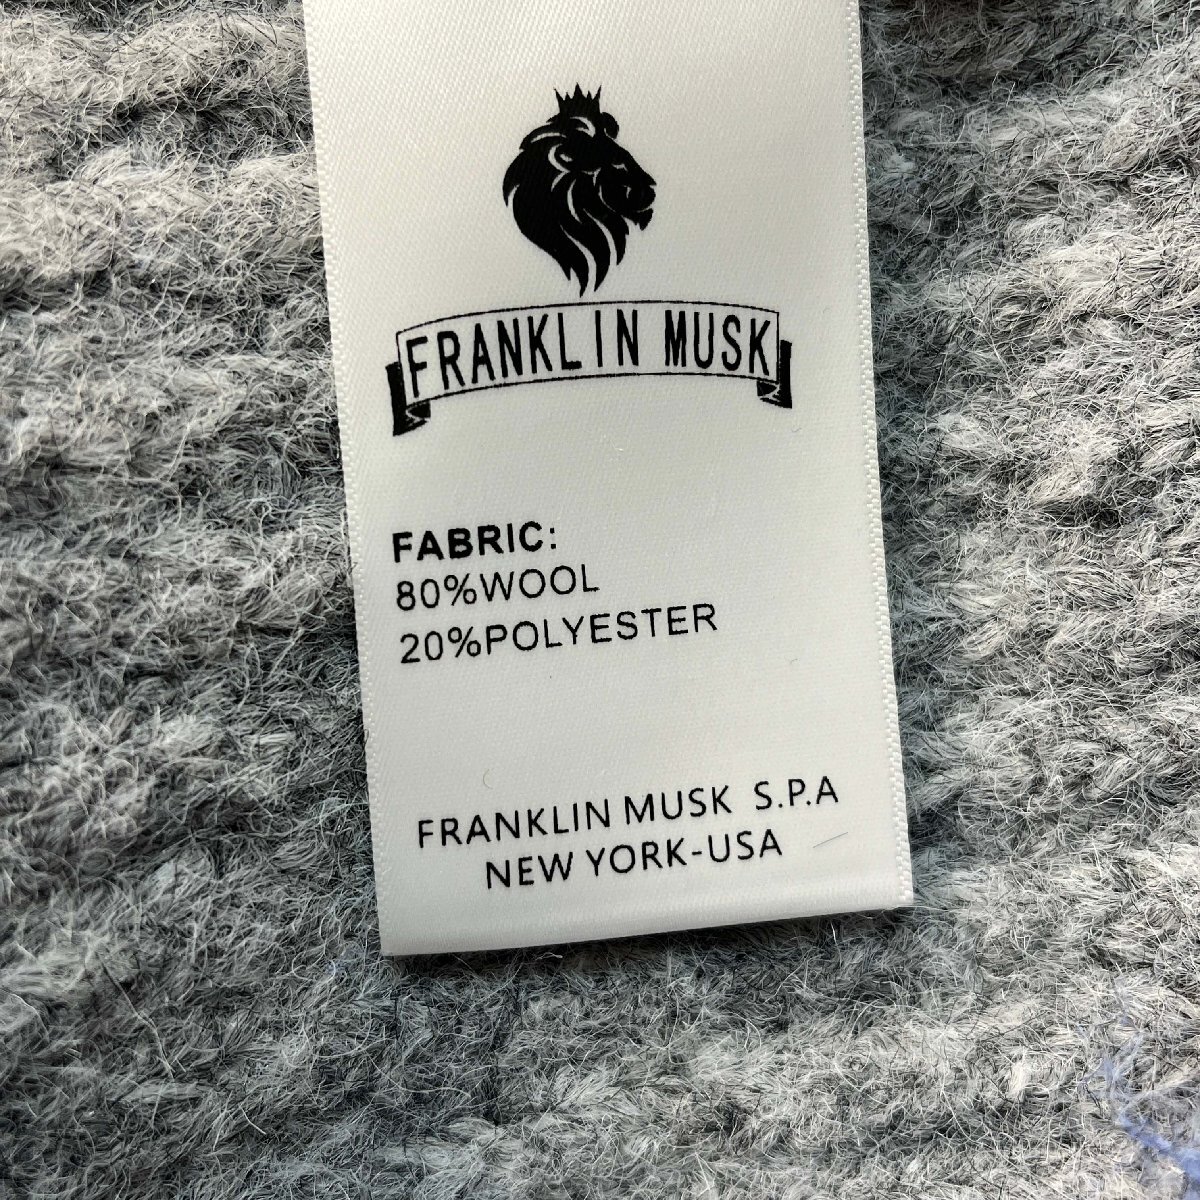 FRANKLIN MUSK
FABRIC:
80%WOOL
20%POLYESTER
FRANKLIN MUSK S.P.A
NEW YORK-USA